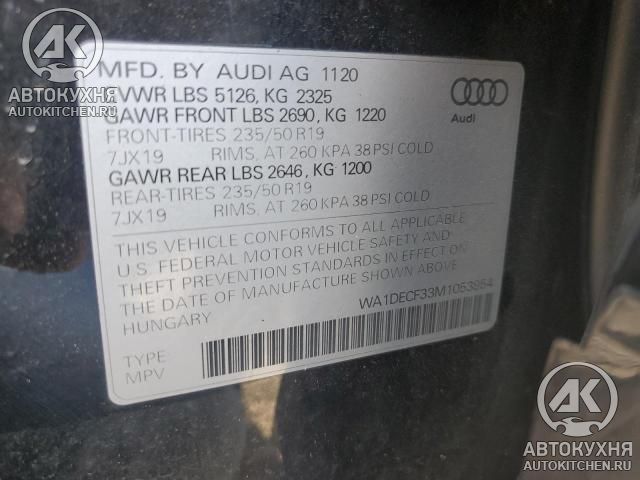 AK
АВТОКУХНЯ
AUTOKITCHEN.RU
MFD. BY AUDI AG 1120
VWR LBS 5126, KG 2325
GAWR FRONT LBS 2690, KG 1220
FRONT-TIRES 235/50 R19
7JX19 RIMS, AT 260 KPA 38 PSI COLD
GAWR REAR LBS 2646, KG 1200
REAR-TIRES 235/50 R19
7JX19 RIMS, AT 260 KPA 38 PSI COLD
Audi
THIS VEHICLE CONFORMS TO ALL APPLICABLE
U.S. FEDERAL MOTOR VEHICLE SAFETY AND
THEFT PREVENTION STANDARDS IN EFFECT ON
THE DATE OF MANUFACTURE SHOWN ABOVE
HUNGARY
WA1DECF33M1053954
TYPE
MPV
AK
АВТОКУХНЯ
AUTOKITCHEN.RU